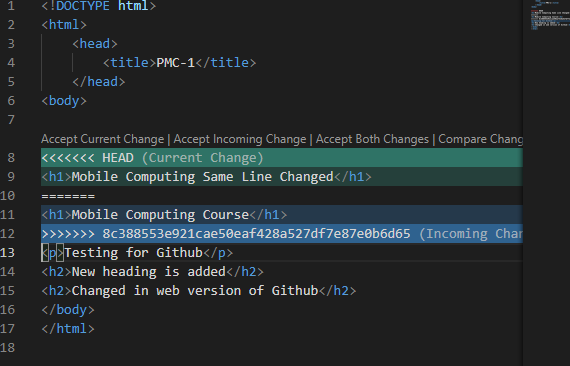 1 <!DOCTYPE html>
2 <html>
3 <head>
4 <title>PMC-1</title>
5 </head>
6 <body>
7
Accept Current Change | Accept Incoming Change | Accept Both Changes | Compare Chang
8 <<<<<<< HEAD (Current Change)
9 <h1>Mobile Computing Same Line Changed</h1>
10 =======
11 <h1>Mobile Computing Course</h1>
12 >>>>>>> 8c388553e921cae50eaf428a527df7e87e0b6d65 (Incoming Chan
13 <p>Testing for Github</p>
14 <h2>New heading is added</h2>
15 <h2>Changed in web version of Github</h2>
16 </body>
17 </html>
18